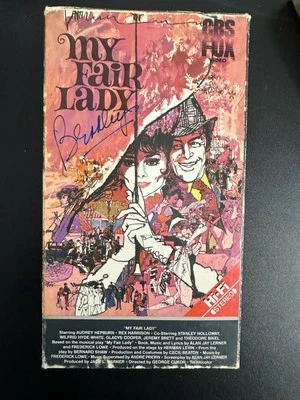 CBS
FOX
VIDEO
MY
FAIR
LADY
Bradley
HI-FI
STEREO
"MY FAIR LADY"
Starring AUDREY HEPBURN · REX HARRISON · Co-Starring STANLEY HOLLOWAY,
WILFRID HYDE-WHITE, GLADYS COOPER, JEREMY BRETT and THEODORE BIKEL
Based on the musical play "My Fair Lady" · Book, Music and Lyrics by ALAN JAY LERNER
and FREDERICK LOEWE · Produced on the stage by HERMAN LEVIN · From the
play by BERNARD SHAW · Production and Costumes by CECIL BEATON · Music by
FREDERICK LOEWE · Music Supervised by ANDRE PREVIN · Screenplay by ALAN JAY LERNER
Produced by JACK L. WARNER · Directed by GEORGE CUKOR · Technicolor